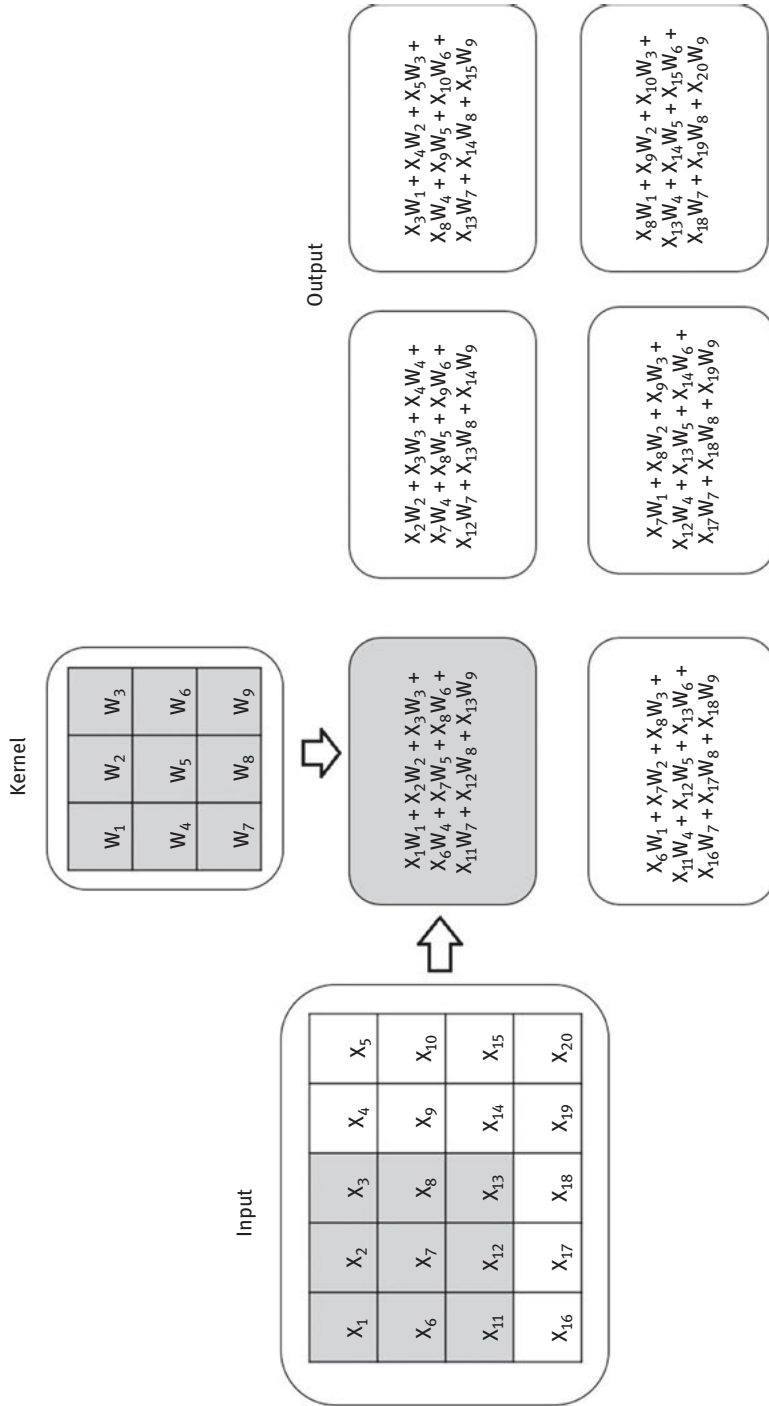 Kernel
W₁ W₂ W₃
W₄ W₅ W₆
W₇ W₈ W₉
Input
X₁ X₂ X₃ X₄ X₅
X₆ X₇ X₈ X₉ X₁₀
X₁₁ X₁₂ X₁₃ X₁₄ X₁₅
X₁₆ X₁₇ X₁₈ X₁₉ X₂₀
Output
X₁W₁ + X₂W₂ + X₃W₃ +
X₆W₄ + X₇W₅ + X₈W₆ +
X₁₁W₇ + X₁₂W₈ + X₁₃W₉
X₂W₂ + X₃W₃ + X₄W₄ +
X₇W₄ + X₈W₅ + X₉W₆ +
X₁₂W₇ + X₁₃W₈ + X₁₄W₉
X₃W₁ + X₄W₂ + X₅W₃ +
X₈W₄ + X₉W₅ + X₁₀W₆ +
X₁₃W₇ + X₁₄W₈ + X₁₅W₉
X₆W₁ + X₇W₂ + X₈W₃ +
X₁₁W₄ + X₁₂W₅ + X₁₃W₆ +
X₁₆W₇ + X₁₇W₈ + X₁₈W₉
X₇W₁ + X₈W₂ + X₉W₃ +
X₁₂W₄ + X₁₃W₅ + X₁₄W₆ +
X₁₇W₇ + X₁₈W₈ + X₁₉W₉
X₈W₁ + X₉W₂ + X₁₀W₃ +
X₁₃W₄ + X₁₄W₅ + X₁₅W₆ +
X₁₈W₇ + X₁₉W₈ + X₂₀W₉